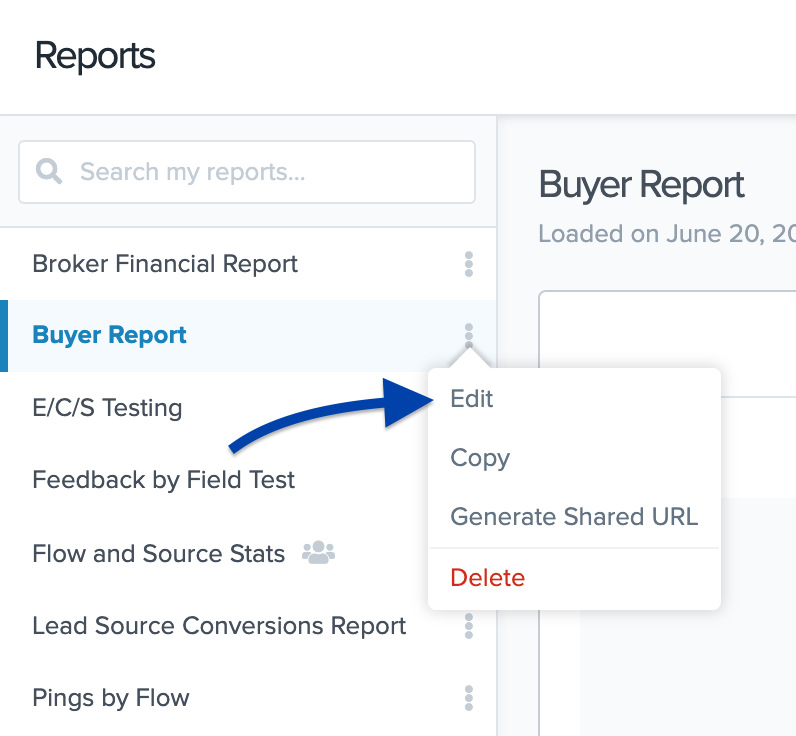 Reports
Search my reports...
Buyer Report
Loaded on June 20,
Broker Financial Report
Buyer Report
E/C/S Testing
Edit
Copy
Generate Shared URL
Delete
Feedback by Field Test
Flow and Source Stats
Lead Source Conversions Report
Pings by Flow